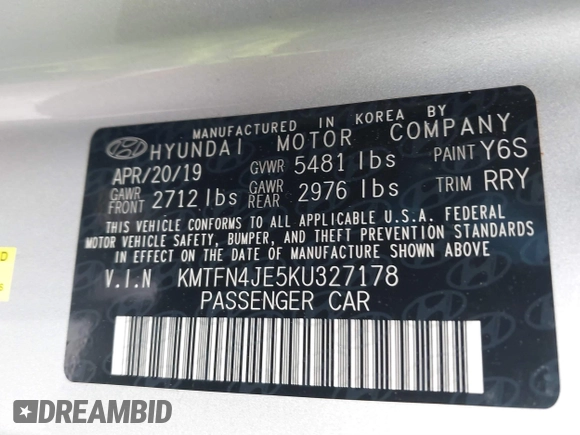 MANUFACTURED IN KOREA BY
HYUNDAI MOTOR COMPANY
APR/20/19 GVWR 5481 lbs PAINT Y6S
GAWR FRONT 2712 lbs GAWR REAR 2976 lbs TRIM RRY
THIS VEHICLE CONFORMS TO ALL APPLICABLE U.S.A. FEDERAL
MOTOR VEHICLE SAFETY, BUMPER, AND THEFT PREVENTION STANDARDS
IN EFFECT ON THE DATE OF MANUFACTURE SHOWN ABOVE.
V.I.N KMTFN4JE5KU327178
PASSENGER CAR
DREAMBID